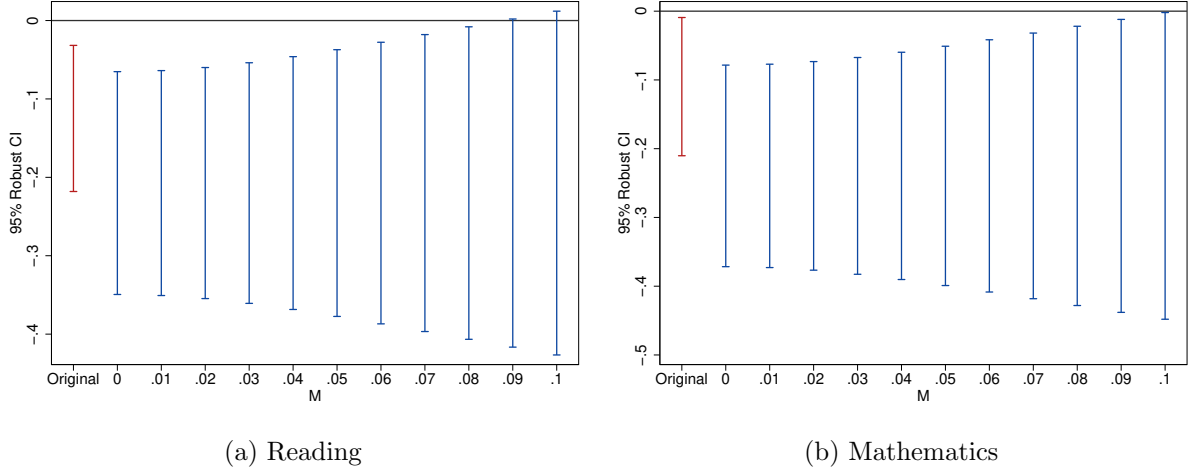 0
-.1
-.2
-.3
-.4
95% Robust CI
Original 0 .01 .02 .03 .04 .05 .06 .07 .08 .09 .1
M
(a) Reading
0
-.1
-.2
-.3
-.4
-.5
95% Robust CI
Original 0 .01 .02 .03 .04 .05 .06 .07 .08 .09 .1
M
(b) Mathematics